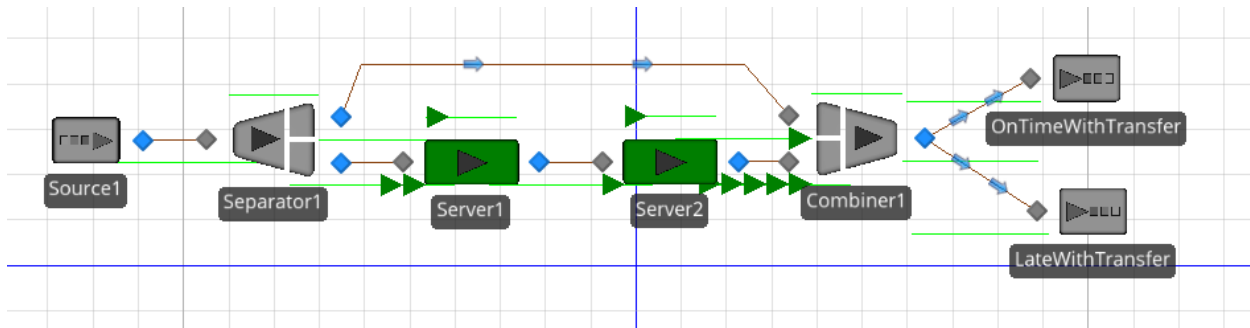 Source1
Separator1
Server1
Server2
Combiner1
OnTimeWithTransfer
LateWithTransfer